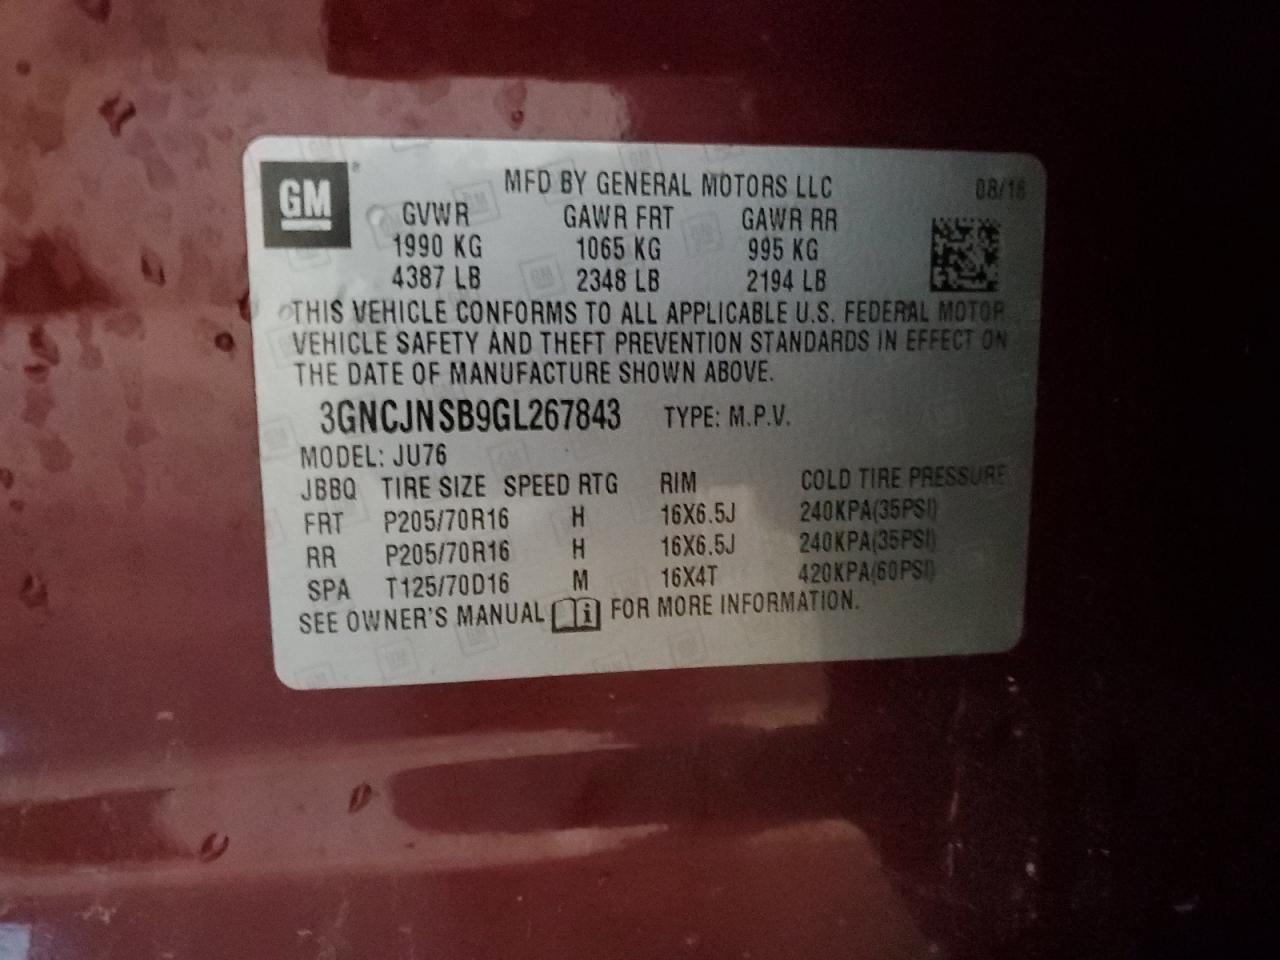 GM
MFD BY GENERAL MOTORS LLC 08/16
GVWR GAWR FRT GAWR RR
1990 KG 1065 KG 995 KG
4387 LB 2348 LB 2194 LB
THIS VEHICLE CONFORMS TO ALL APPLICABLE U.S. FEDERAL MOTOR
VEHICLE SAFETY AND THEFT PREVENTION STANDARDS IN EFFECT ON
THE DATE OF MANUFACTURE SHOWN ABOVE.
3GNCJNSB9GL267843 TYPE: M.P.V.
MODEL: JU76
JBBQ TIRE SIZE SPEED RTG RIM COLD TIRE PRESSURE
FRT P205/70R16 H 16X6.5J 240KPA(35PSI)
RR P205/70R16 H 16X6.5J 240KPA(35PSI)
SPA T125/70D16 M 16X4T 420KPA(60PSI)
SEE OWNER'S MANUAL i FOR MORE INFORMATION.